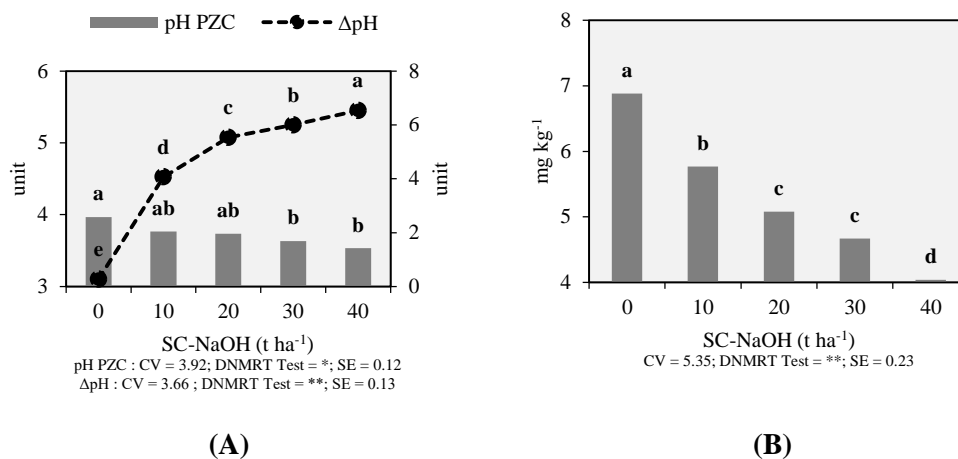 pH PZC ΔpH
6
5
4
3
unit
8
6
4
2
0
unit
a
ab
ab
b
b
e
d
c
b
a
0 10 20 30 40
SC-NaOH (t ha-1)
pH PZC : CV = 3.92; DNMRT Test = *; SE = 0.12
ΔpH : CV = 3.66 ; DNMRT Test = **; SE = 0.13
(A)
8
7
6
5
4
mg kg-1
a
b
c
c
d
0 10 20 30 40
SC-NaOH (t ha-1)
CV = 5.35; DNMRT Test = **; SE = 0.23
(B)